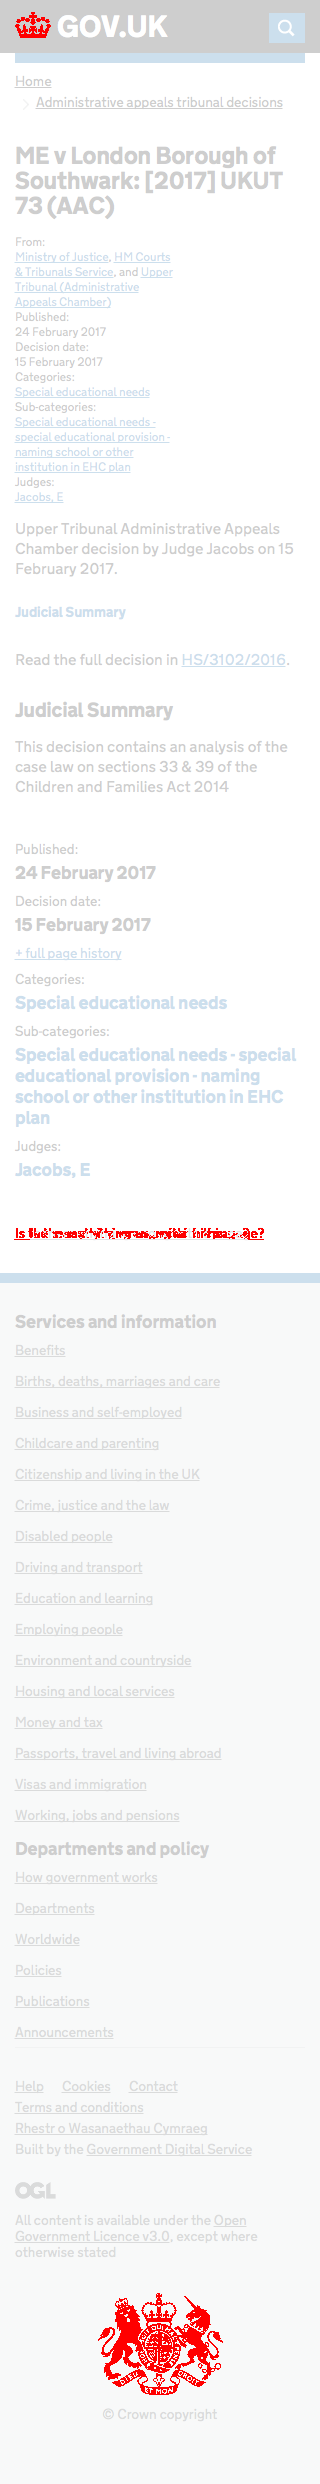 GOV.UK
Home
Administrative appeals tribunal decisions
ME v London Borough of
Southwark: [2017] UKUT
73 (AAC)
From:
Ministry of Justice, HM Courts
& Tribunals Service, and Upper
Tribunal (Administrative
Appeals Chamber)
Published:
24 February 2017
Decision date:
15 February 2017
Categories:
Special educational needs
Sub-categories:
Special educational needs -
special educational provision -
naming school or other
institution in EHC plan
Judges:
Jacobs, E
Upper Tribunal Administrative Appeals
Chamber decision by Judge Jacobs on 15
February 2017.
Judicial Summary
Read the full decision in HS/3102/2016.
Judicial Summary
This decision contains an analysis of the
case law on sections 33 & 39 of the
Children and Families Act 2014
Published:
24 February 2017
Decision date:
15 February 2017
+ full page history
Categories:
Special educational needs
Sub-categories:
Special educational needs - special
educational provision - naming
school or other institution in EHC
plan
Judges:
Jacobs, E
Services and information
Benefits
Births, deaths, marriages and care
Business and self-employed
Childcare and parenting
Citizenship and living in the UK
Crime, justice and the law
Disabled people
Driving and transport
Education and learning
Employing people
Environment and countryside
Housing and local services
Money and tax
Passports, travel and living abroad
Visas and immigration
Working, jobs and pensions
Departments and policy
How government works
Departments
Worldwide
Policies
Publications
Announcements
Help Cookies Contact
Terms and conditions
Rhestr o Wasanaethau Cymraeg
Built by the Government Digital Service
OGL
All content is available under the Open
Government Licence v3.0, except where
otherwise stated
© Crown copyright